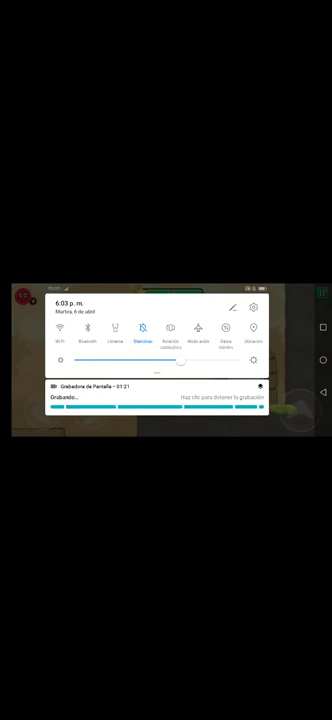 6:03 p. m.
Martes, 6 de abril
Wi-Fi Bluetooth Linterna Silencioso Rotación automática Modo avión Datos móviles Ubicación
Grabadora de Pantalla • 01:21
Grabando... Haz clic para detener la grabación